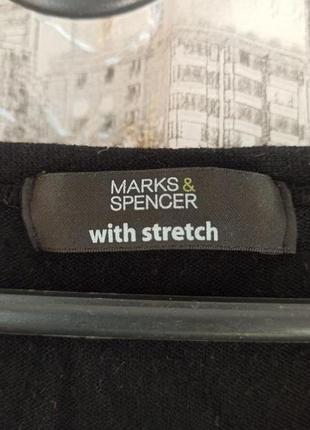 MARKS &
SPENCER
with stretch